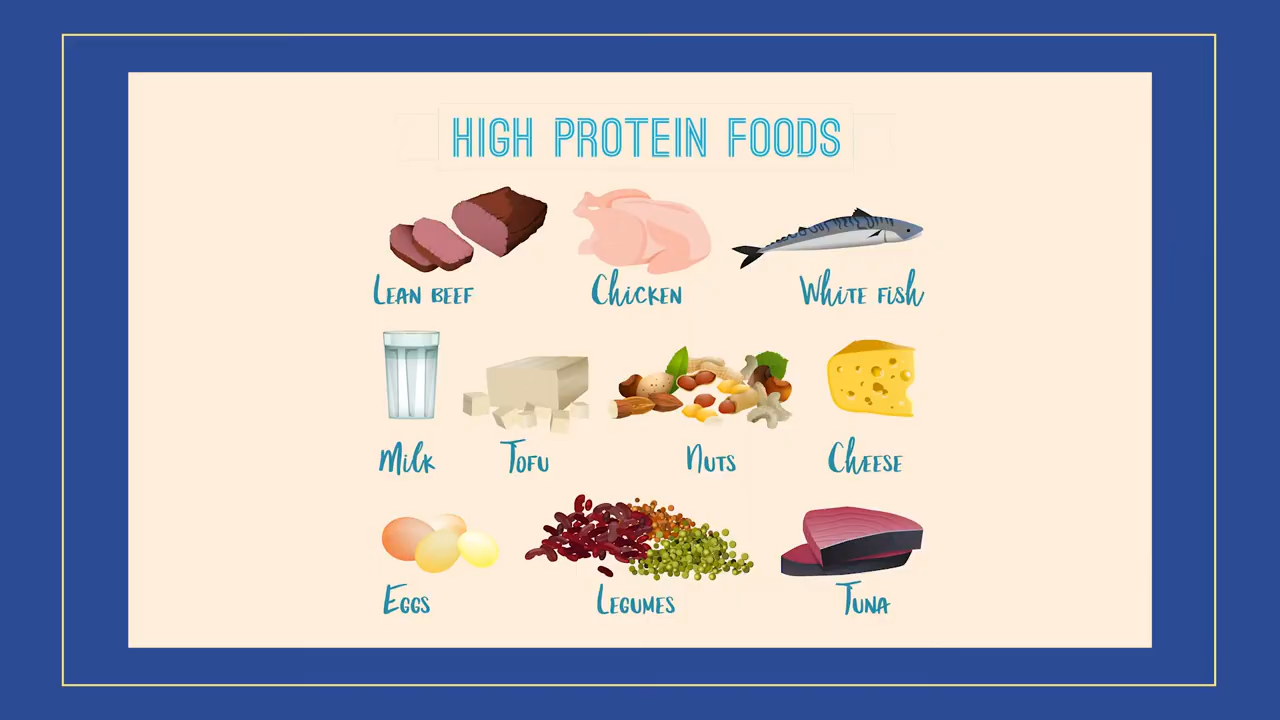 HIGH PROTEIN FOODS
LEAN BEEF
CHICKEN
WHITE FISH
MILK
TOFU
NUTS
CHEESE
EGGS
LEGUMES
TUNA